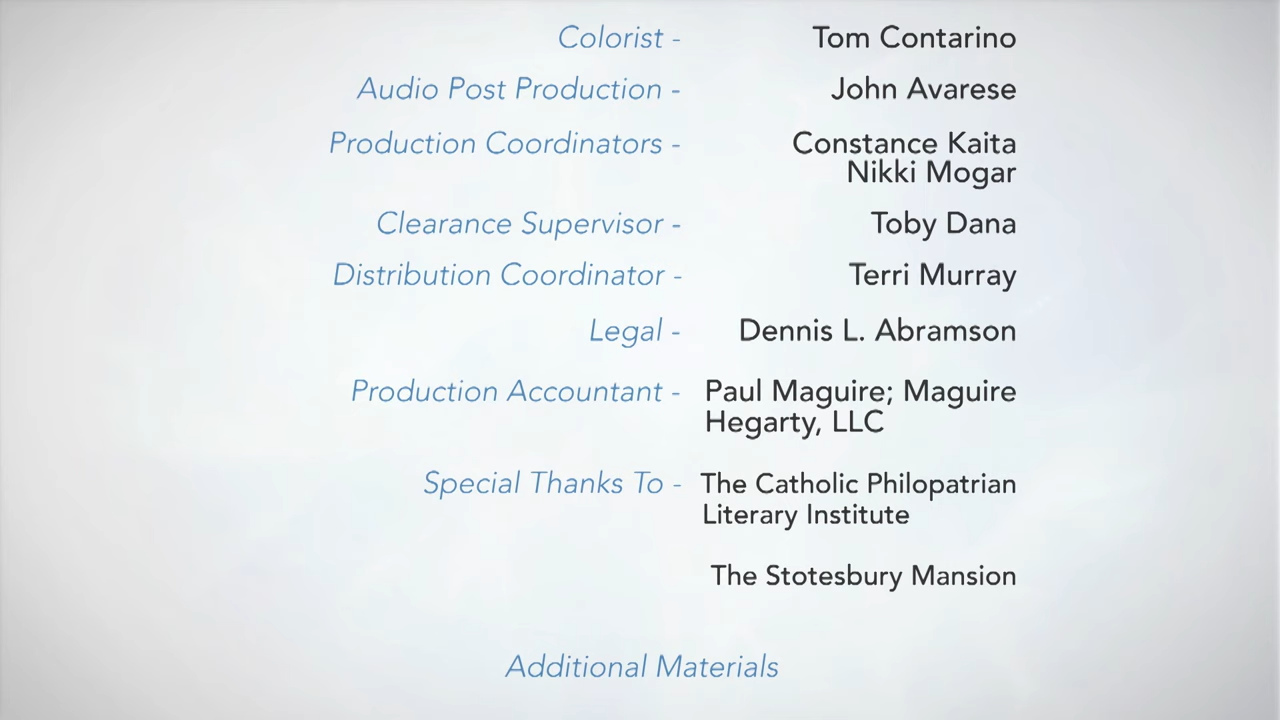 Colorist - Tom Contarino
Audio Post Production - John Avarese
Production Coordinators - Constance Kaita
Nikki Mogar
Clearance Supervisor - Toby Dana
Distribution Coordinator - Terri Murray
Legal - Dennis L. Abramson
Production Accountant - Paul Maguire; Maguire
Hegarty, LLC
Special Thanks To - The Catholic Philopatrian
Literary Institute
The Stotesbury Mansion
Additional Materials